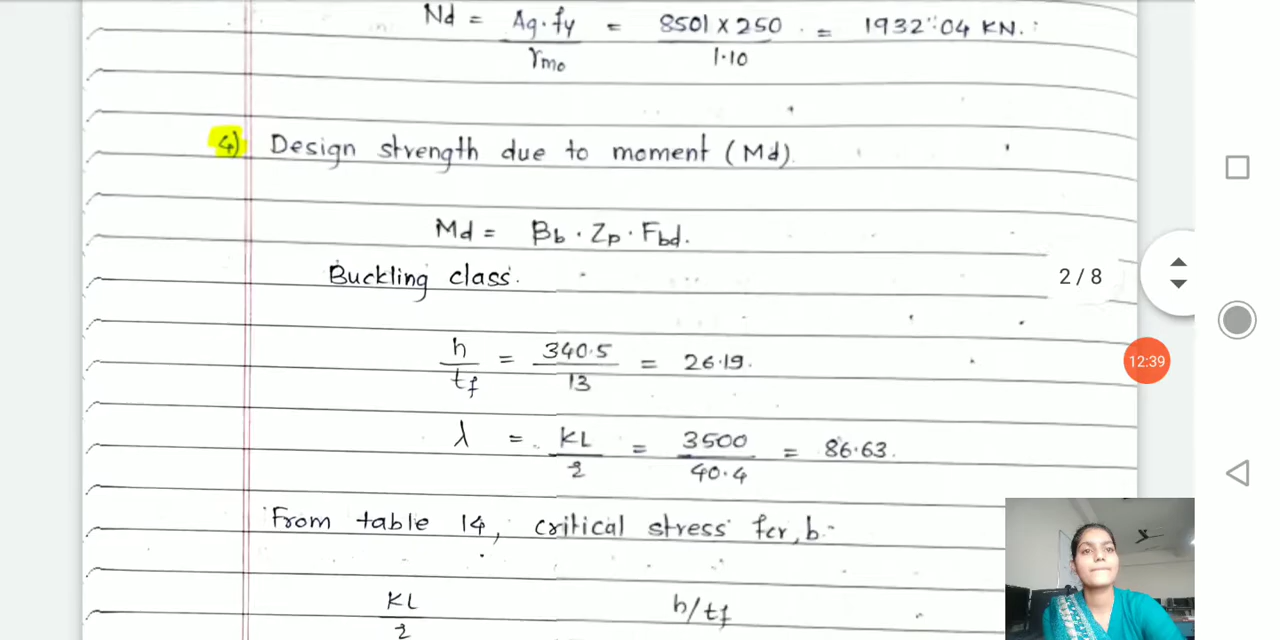 Nd = Ag.fy / γmo = 8501 x 250 / 1.10 = 1932.04 KN.
4) Design strength due to moment (Md).
Md = βb . Zp . Fbd.
Buckling class.
h / tf = 340.5 / 13 = 26.19.
λ = KL / r = 3500 / 40.4 = 86.63.
From table 14, critical stress fcr, b
KL / r h/tf
2 / 8
12:39